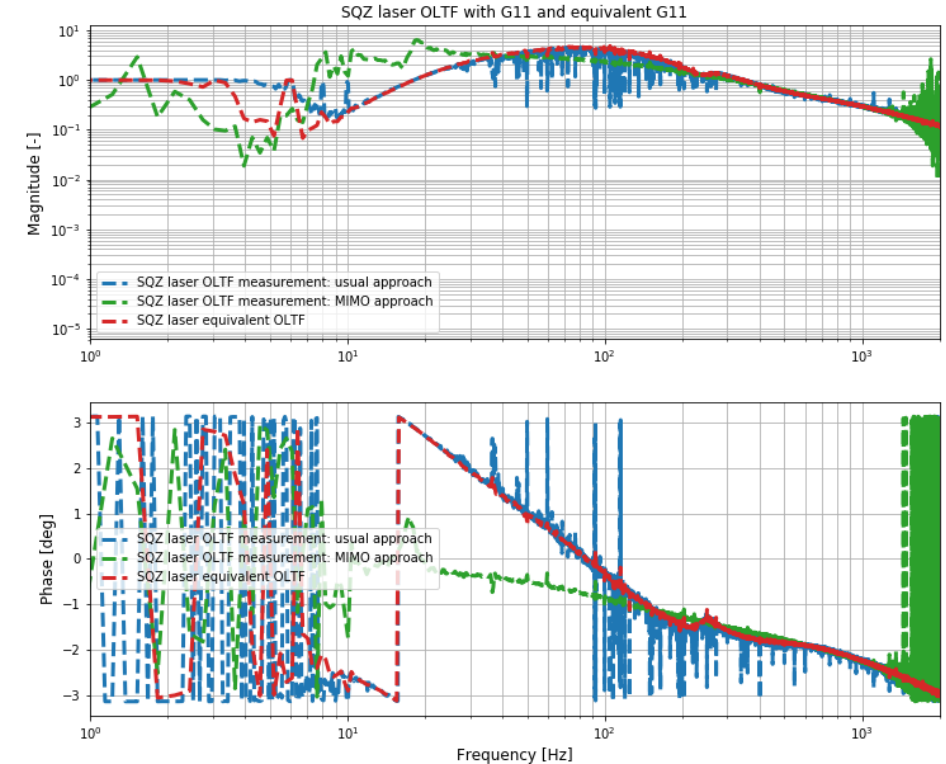 SQZ laser OLTF with G11 and equivalent G11
10¹
10⁰
10⁻¹
10⁻²
10⁻³
10⁻⁴
10⁻⁵
Magnitude [-]
SQZ laser OLTF measurement: usual approach
SQZ laser OLTF measurement: MIMO approach
SQZ laser equivalent OLTF
10⁰ 10¹ 10² 10³
3
2
1
0
−1
−2
−3
Phase [deg]
SQZ laser OLTF measurement: usual approach
SQZ laser OLTF measurement: MIMO approach
SQZ laser equivalent OLTF
10⁰ 10¹ 10² 10³
Frequency [Hz]